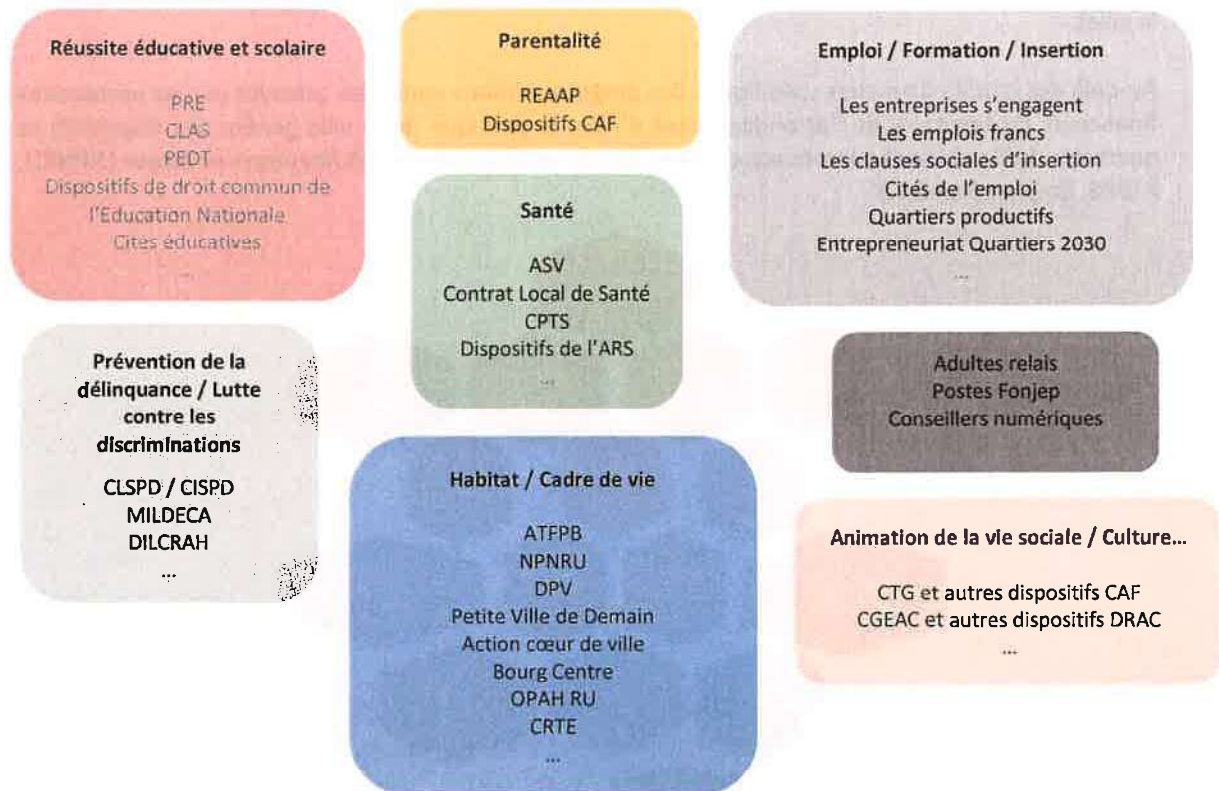 Réussite éducative et scolaire
PRE
CLAS
PEDT
Dispositifs de droit commun de
l'Education Nationale
Cites éducatives
...
Parentalité
REAAP
Dispositifs CAF
Emploi / Formation / Insertion
Les entreprises s'engagent
Les emplois francs
Les clauses sociales d'insertion
Cités de l'emploi
Quartiers productifs
Entrepreneuriat Quartiers 2030
...
Santé
ASV
Contrat Local de Santé
CPTS
Dispositifs de l'ARS
...
Prévention de la
délinquance / Lutte
contre les
discriminations
CLSPD / CISPD
MILDECA
DILCRAH
...
Adultes relais
Postes Fonjep
Conseillers numériques
Habitat / Cadre de vie
ATFPB
NPNRU
DPV
Petite Ville de Demain
Action cœur de ville
Bourg Centre
OPAH RU
CRTE
...
Animation de la vie sociale / Culture...
CTG et autres dispositifs CAF
CGEAC et autres dispositifs DRAC
...